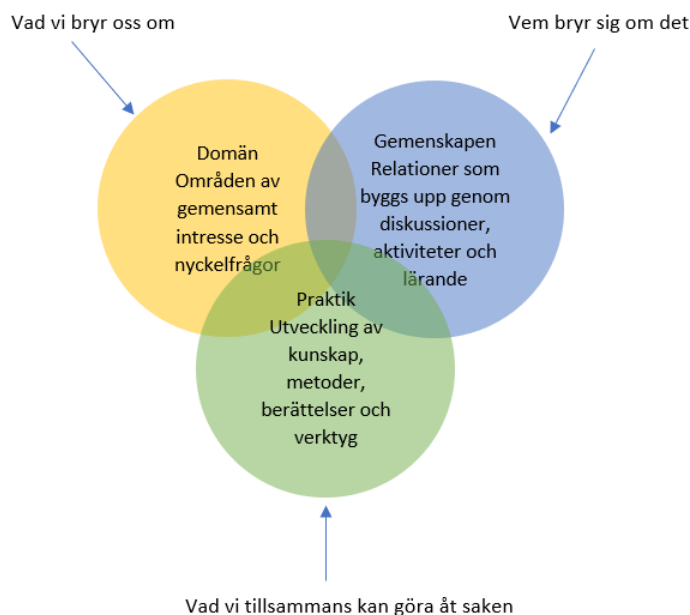 Vad vi bryr oss om
Vem bryr sig om det
Domän
Områden av
gemensamt
intresse och
nyckelfrågor
Gemenskapen
Relationer som
byggs upp genom
diskussioner,
aktiviteter och
lärande
Praktik
Utveckling av
kunskap,
metoder,
berättelser och
verktyg
Vad vi tillsammans kan göra åt saken